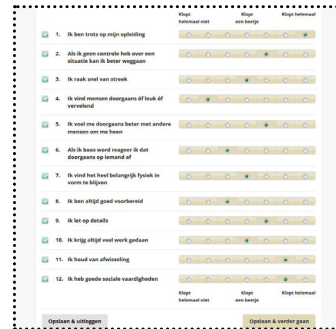 Klopt Klopt Klopt helemaal
helemaal niet een beetje
1. Ik ben trots op mijn opleiding
2. Als ik geen controle heb over een
situatie kan ik beter weggaan
3. Ik raak snel van streek
4. Ik vind mensen doorgaans óf leuk óf
vervelend
5. Ik voel me doorgaans beter met andere
mensen om me heen
6. Als ik boos word reageer ik dat
doorgaans op iemand af
7. Ik vind het heel belangrijk fysiek in
vorm te blijven
8. Ik ben altijd goed voorbereid
9. Ik let op details
10. Ik krijg altijd veel werk gedaan
11. Ik houd van afwisseling
12. Ik heb goede sociale vaardigheden
Klopt Klopt Klopt helemaal
helemaal niet een beetje
Opslaan & uitloggen Opslaan & verder gaan